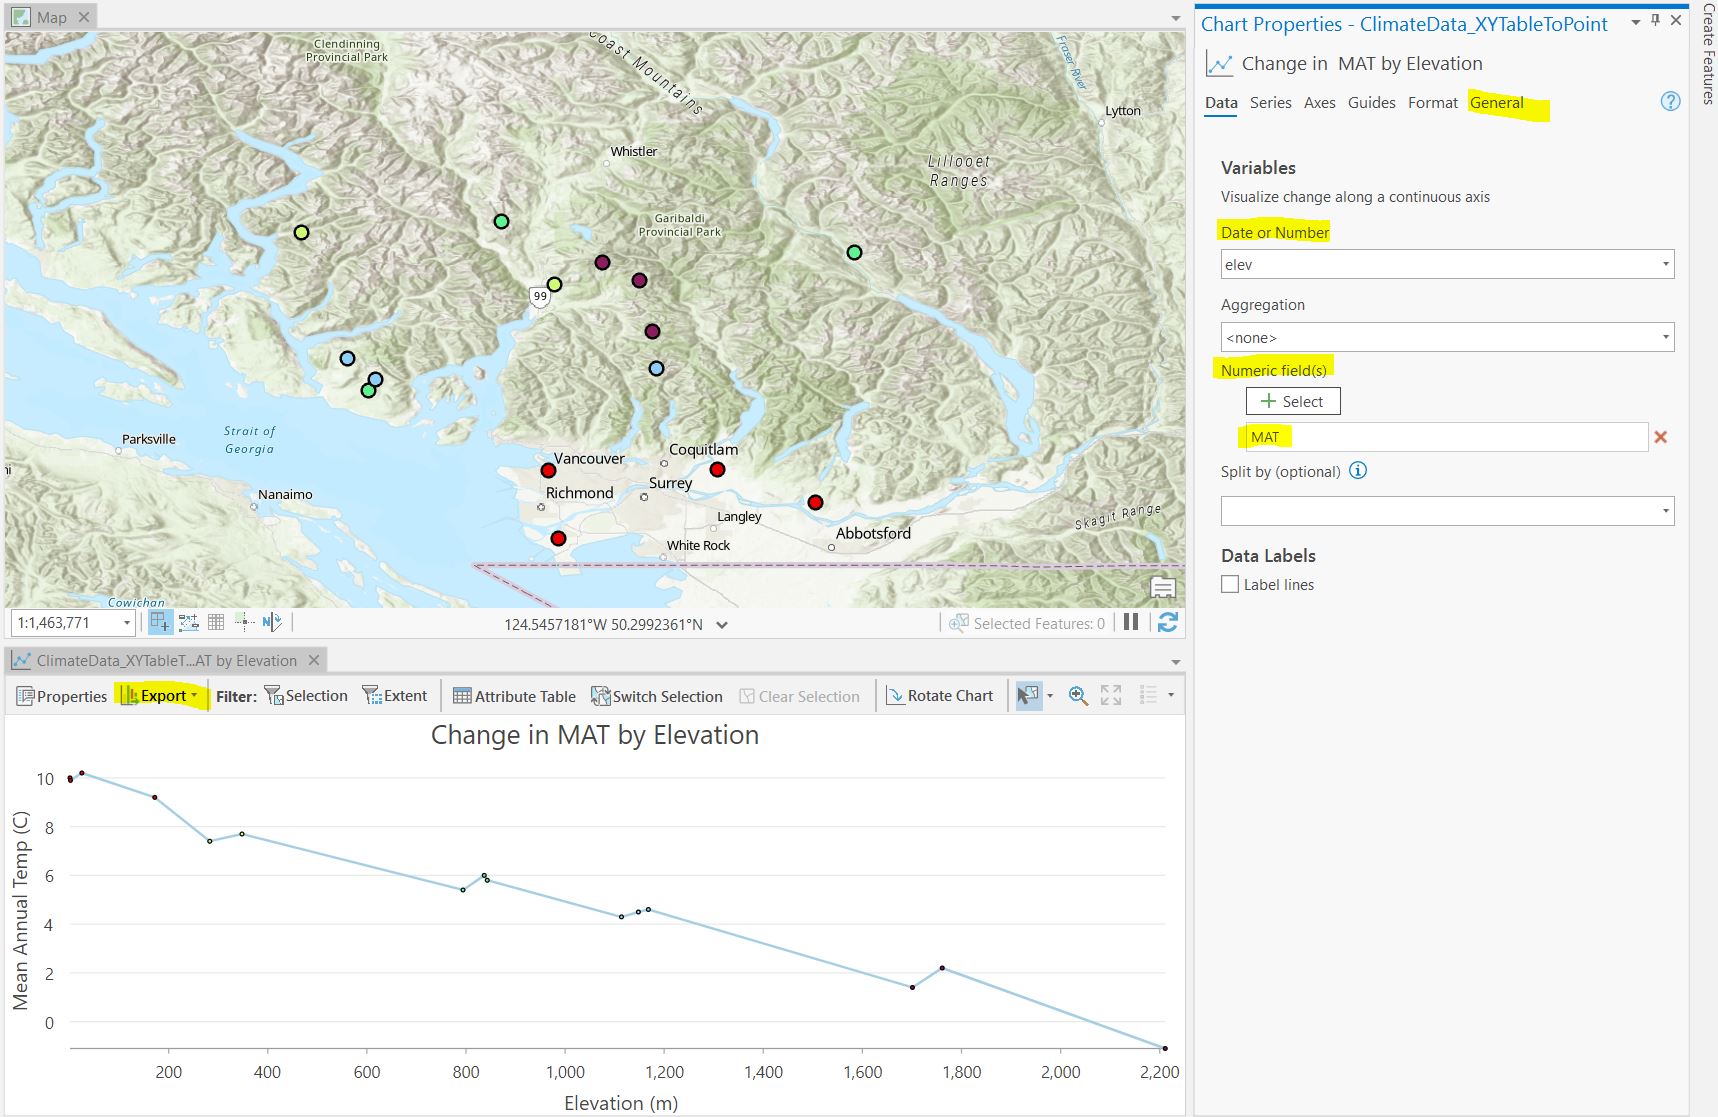 Map
Clendinning
Provincial Park
Coast Mountains
Fraser River
Lytton
Whistler
Lillooet
Ranges
Garibaldi
Provincial Park
99
Parksville
Strait of
Georgia
Nanaimo
Vancouver
Coquitlam
Richmond
Surrey
Langley
Skagit Range
Abbotsford
White Rock
Cowichan
1:1,463,771
124.5457181°W 50.2992361°N
Selected Features: 0
ClimateData_XYTableT...AT by Elevation
Properties
Export
Filter:
Selection
Extent
Attribute Table
Switch Selection
Clear Selection
Rotate Chart
Change in MAT by Elevation
Mean Annual Temp (C)
10
8
6
4
2
0
200
400
600
800
1,000
1,200
1,400
1,600
1,800
2,000
2,200
Elevation (m)
Chart Properties - ClimateData_XYTableToPoint
Change in MAT by Elevation
Data
Series
Axes
Guides
Format
General
?
Variables
Visualize change along a continuous axis
Date or Number
elev
Aggregation
<none>
Numeric field(s)
Select
MAT
Split by (optional)
Data Labels
Label lines
Create Features